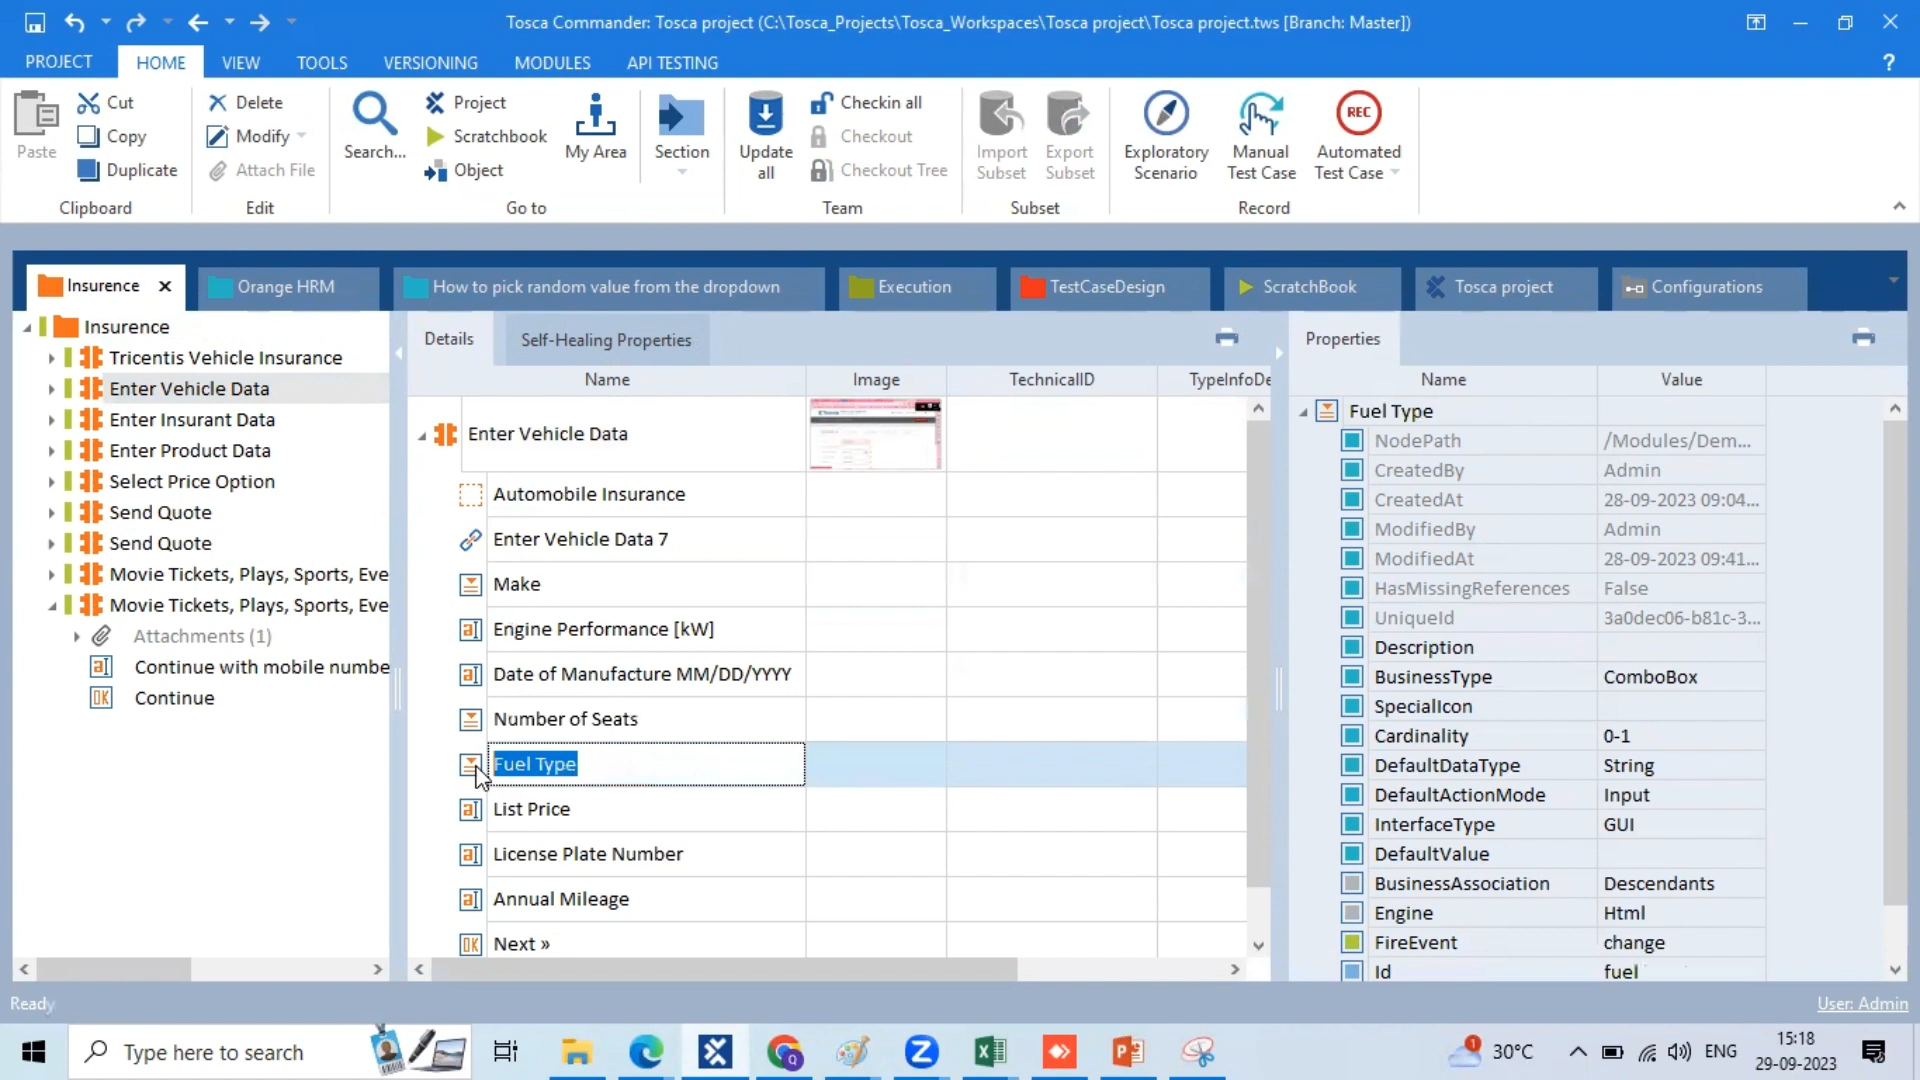 Tosca Commander: Tosca project (C:\Tosca_Projects\Tosca_Workspaces\Tosca project\Tosca project.tws [Branch: Master])
PROJECT HOME VIEW TOOLS VERSIONING MODULES API TESTING ?
Paste
Cut
Copy
Duplicate
Clipboard
Delete
Modify
Attach File
Edit
Search...
Project
Scratchbook
Object
My Area
Section
Go to
Update all
Checkin all
Checkout
Checkout Tree
Team
Import Subset
Export Subset
Subset
Exploratory Scenario
Manual Test Case
REC
Automated Test Case
Record
Insurence
Orange HRM
How to pick random value from the dropdown
Execution
TestCaseDesign
ScratchBook
Tosca project
Configurations
Insurence
Tricentis Vehicle Insurance
Enter Vehicle Data
Enter Insurant Data
Enter Product Data
Select Price Option
Send Quote
Send Quote
Movie Tickets, Plays, Sports, Eve
Movie Tickets, Plays, Sports, Eve
Attachments (1)
Continue with mobile numbe
Continue
Details Self-Healing Properties
Name Image TechnicalID TypeInfoDe
Enter Vehicle Data
Automobile Insurance
Enter Vehicle Data 7
Make
Engine Performance [kW]
Date of Manufacture MM/DD/YYYY
Number of Seats
Fuel Type
List Price
License Plate Number
Annual Mileage
Next »
Properties
Name Value
Fuel Type
NodePath /Modules/Dem...
CreatedBy Admin
CreatedAt 28-09-2023 09:04...
ModifiedBy Admin
ModifiedAt 28-09-2023 09:41...
HasMissingReferences False
UniqueId 3a0dec06-b81c-3...
Description
BusinessType ComboBox
SpecialIcon
Cardinality 0-1
DefaultDataType String
DefaultActionMode Input
InterfaceType GUI
DefaultValue
BusinessAssociation Descendants
Engine Html
FireEvent change
Id fuel
Ready
User: Admin
Type here to search
30°C
ENG
15:18
29-09-2023